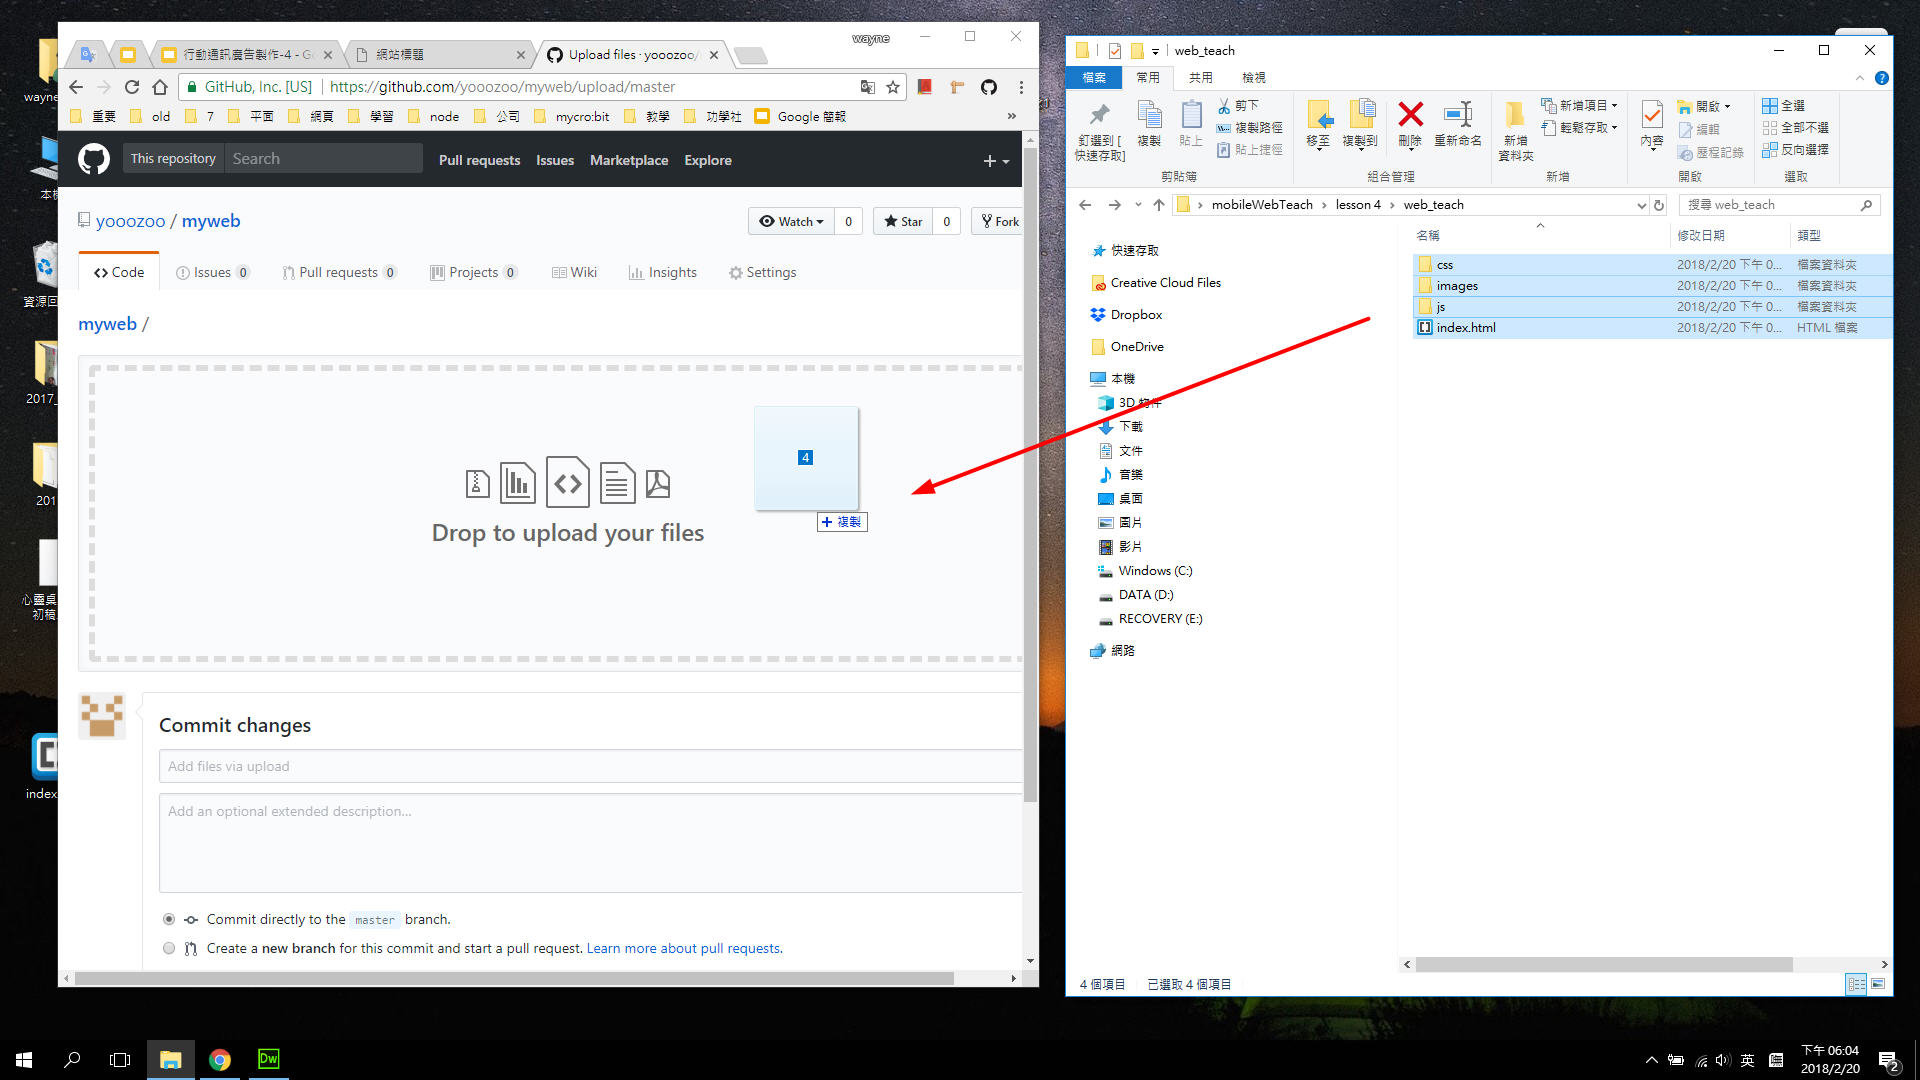 wayne
行動通訊廣告製作-4 - G
網站標題
Upload files · yooozoo/
GitHub, Inc. [US]
https://github.com/yooozoo/myweb/upload/master
重要
old
7
平面
網頁
學習
node
公司
mycro:bit
教學
功學社
Google 簡報
»
This repository
Search
Pull requests
Issues
Marketplace
Explore
yooozoo / myweb
Watch
0
Star
0
Fork
Code
Issues 0
Pull requests 0
Projects 0
Wiki
Insights
Settings
myweb /
4
+ 複製
Drop to upload your files
Commit changes
Add files via upload
Add an optional extended description...
Commit directly to the master branch.
Create a new branch for this commit and start a pull request. Learn more about pull requests.
web_teach
檔案
常用
共用
檢視
釘選到 [
快速存取]
複製
貼上
剪下
複製路徑
貼上捷徑
剪貼簿
移至
複製到
刪除
重新命名
組合管理
新增
資料夾
新增項目
輕鬆存取
新增
內容
開啟
編輯
歷程記錄
開啟
全選
全部不選
反向選擇
選取
mobileWebTeach
lesson 4
web_teach
搜尋 web_teach
名稱
修改日期
類型
css
2018/2/20 下午 0...
檔案資料夾
images
2018/2/20 下午 0...
檔案資料夾
js
2018/2/20 下午 0...
檔案資料夾
index.html
2018/2/20 下午 0...
HTML 檔案
快速存取
Creative Cloud Files
Dropbox
OneDrive
本機
3D 物件
下載
文件
音樂
桌面
圖片
影片
Windows (C:)
DATA (D:)
RECOVERY (E:)
網路
4 個項目
已選取 4 個項目
wayne
資源回
2017_
201
心靈桌
初稿
index
Dw
英
下午 06:04
2018/2/20
2